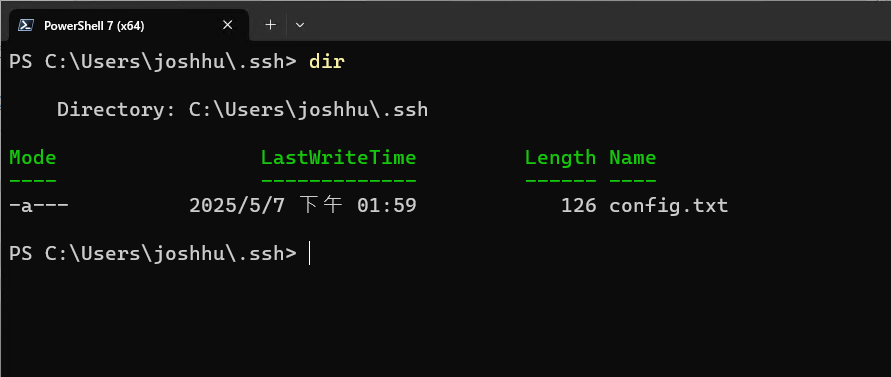 PowerShell 7 (x64)
PS C:\Users\joshhu\.ssh> dir
Directory: C:\Users\joshhu\.ssh
Mode LastWriteTime Length Name
---- ------------- ------ ----
-a--- 2025/5/7 下午 01:59 126 config.txt
PS C:\Users\joshhu\.ssh>